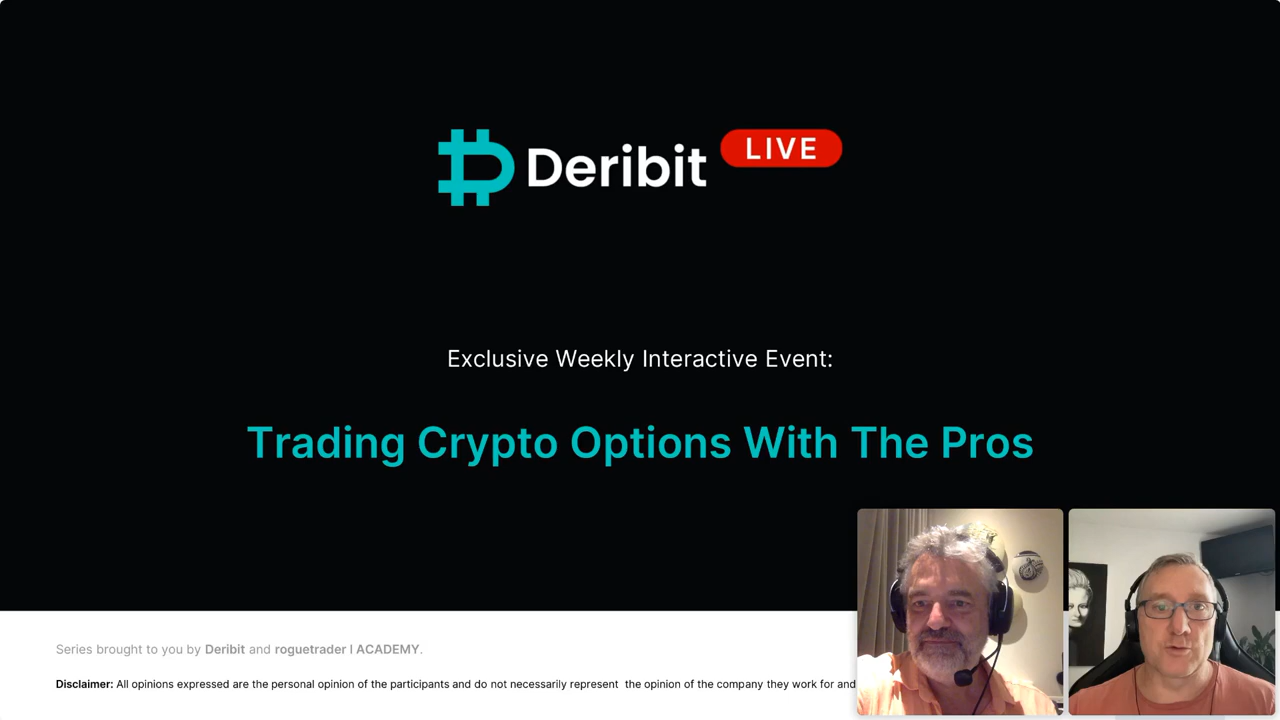 Deribit LIVE
Exclusive Weekly Interactive Event:
Trading Crypto Options With The Pros
Series brought to you by Deribit and roguetrader | ACADEMY.
Disclaimer: All opinions expressed are the personal opinion of the participants and do not necessarily represent the opinion of the company they work for and